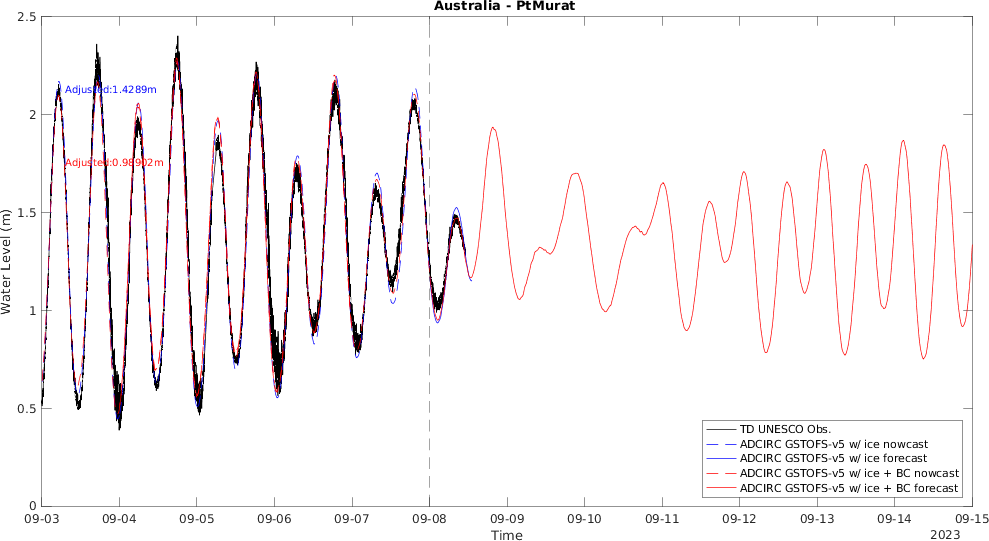 Australia - PtMurat
2.5
2
1.5
1
0.5
0
Water Level (m)
Adjusted:1.4289m
Adjusted:0.98902m
TD UNESCO Obs.
ADCIRC GSTOFS-v5 w/ ice nowcast
ADCIRC GSTOFS-v5 w/ ice forecast
ADCIRC GSTOFS-v5 w/ ice + BC nowcast
ADCIRC GSTOFS-v5 w/ ice + BC forecast
09-03 09-04 09-05 09-06 09-07 09-08 09-09 09-10 09-11 09-12 09-13 09-14 09-15
Time
2023